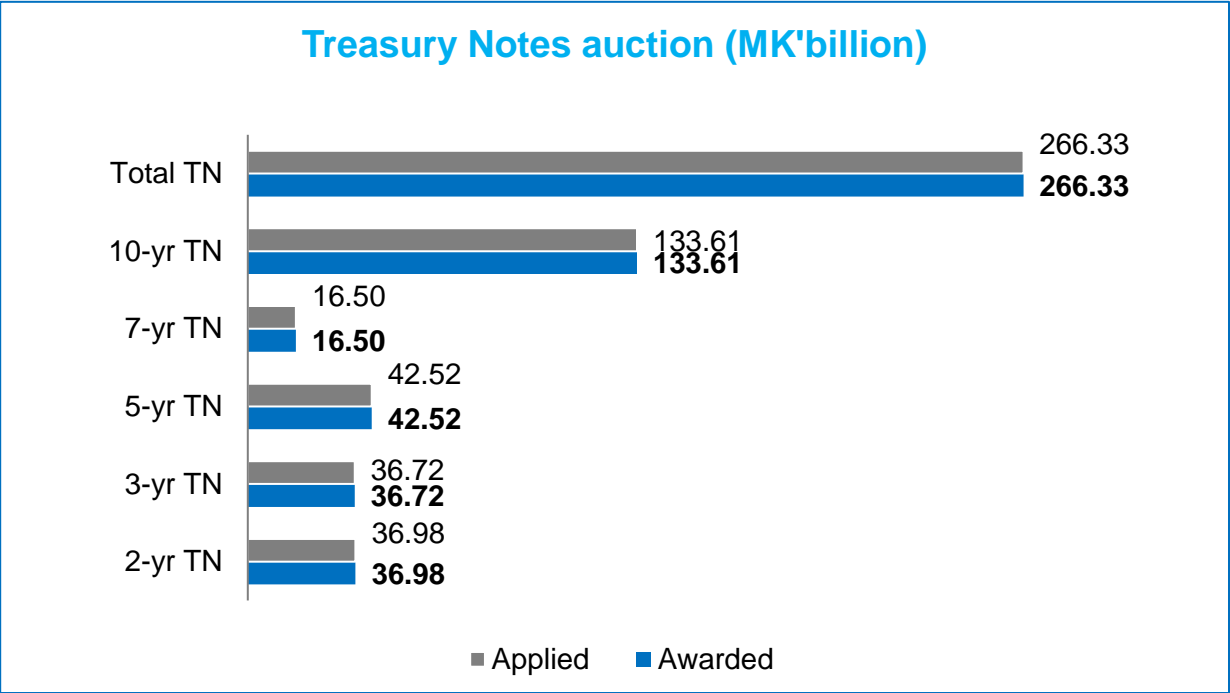 Treasury Notes auction (MK'billion)
Total TN
266.33
266.33
10-yr TN
133.61
133.61
7-yr TN
16.50
16.50
5-yr TN
42.52
42.52
3-yr TN
36.72
36.72
2-yr TN
36.98
36.98
Applied Awarded